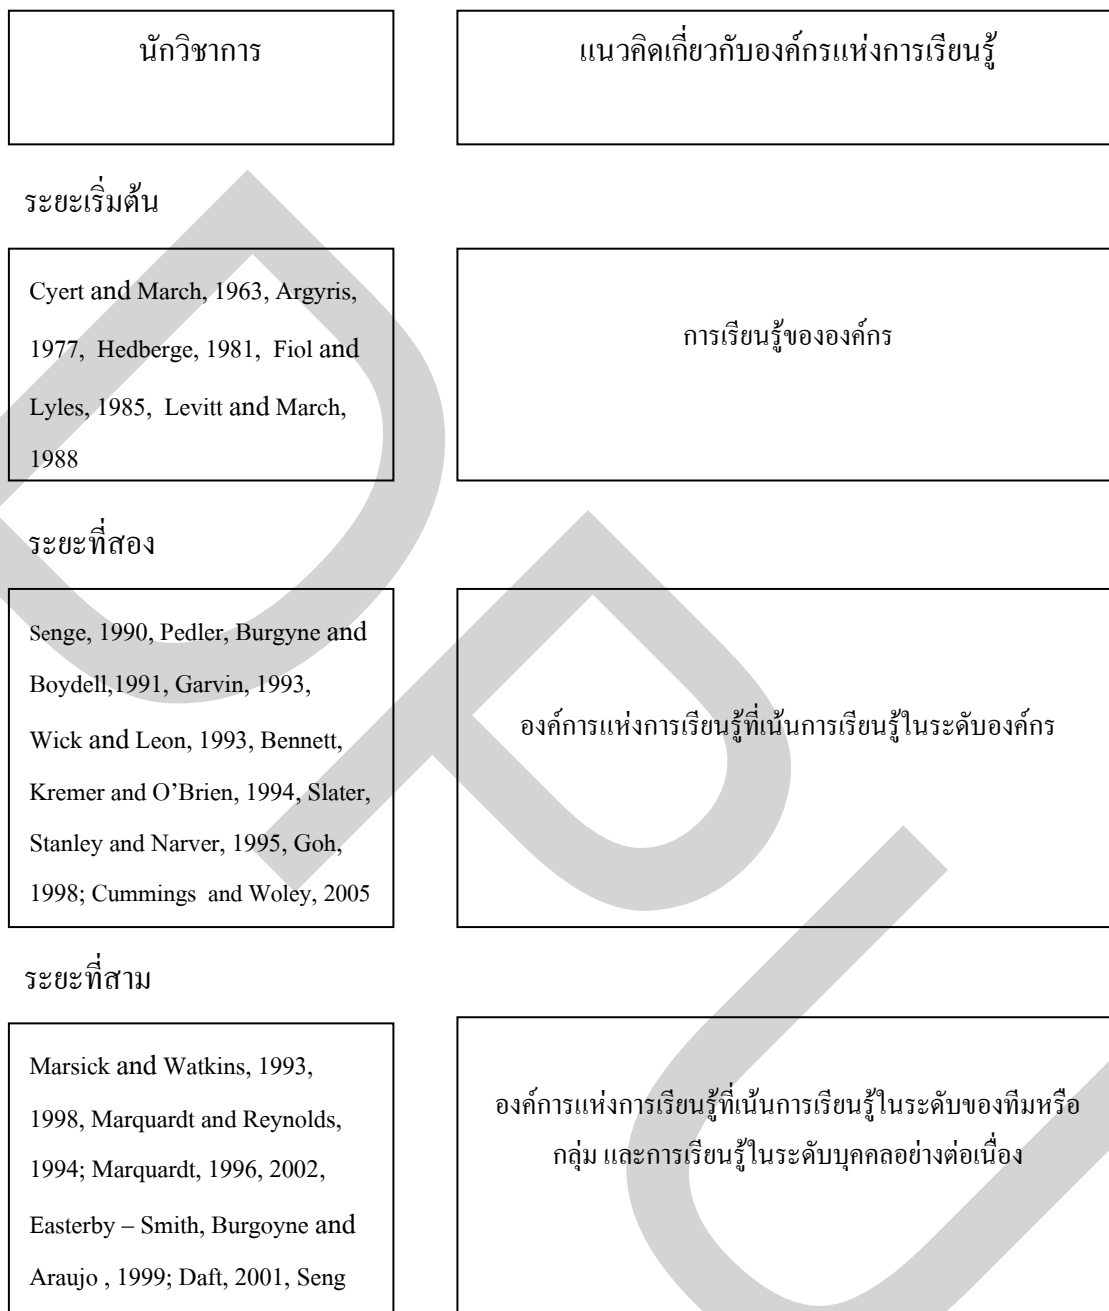 นักวิชาการ
แนวคิดเกี่ยวกับองค์กรแห่งการเรียนรู้
ระยะเริ่มต้น
Cyert and March, 1963, Argyris,
1977, Hedberge, 1981, Fiol and
Lyles, 1985, Levitt and March,
1988
การเรียนรู้ขององค์กร
ระยะที่สอง
Senge, 1990, Pedler, Burgyne and
Boydell,1991, Garvin, 1993,
Wick and Leon, 1993, Bennett,
Kremer and O’Brien, 1994, Slater,
Stanley and Narver, 1995, Goh,
1998; Cummings and Woley, 2005
องค์การแห่งการเรียนรู้ที่เน้นการเรียนรู้ในระดับองค์กร
ระยะที่สาม
Marsick and Watkins, 1993,
1998, Marquardt and Reynolds,
1994; Marquardt, 1996, 2002,
Easterby – Smith, Burgoyne and
Araujo , 1999; Daft, 2001, Seng
องค์การแห่งการเรียนรู้ที่เน้นการเรียนรู้ในระดับของทีมหรือ
กลุ่ม และการเรียนรู้ในระดับบุคคลอย่างต่อเนื่อง
DPU